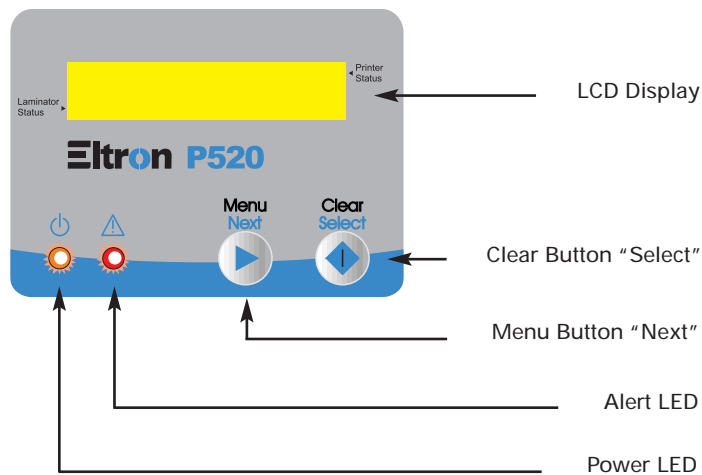 Printer
Status
LCD Display
Laminator
Status
Eltron P520
Menu
Next
Clear
Select
Clear Button “Select”
Menu Button “Next”
Alert LED
Power LED